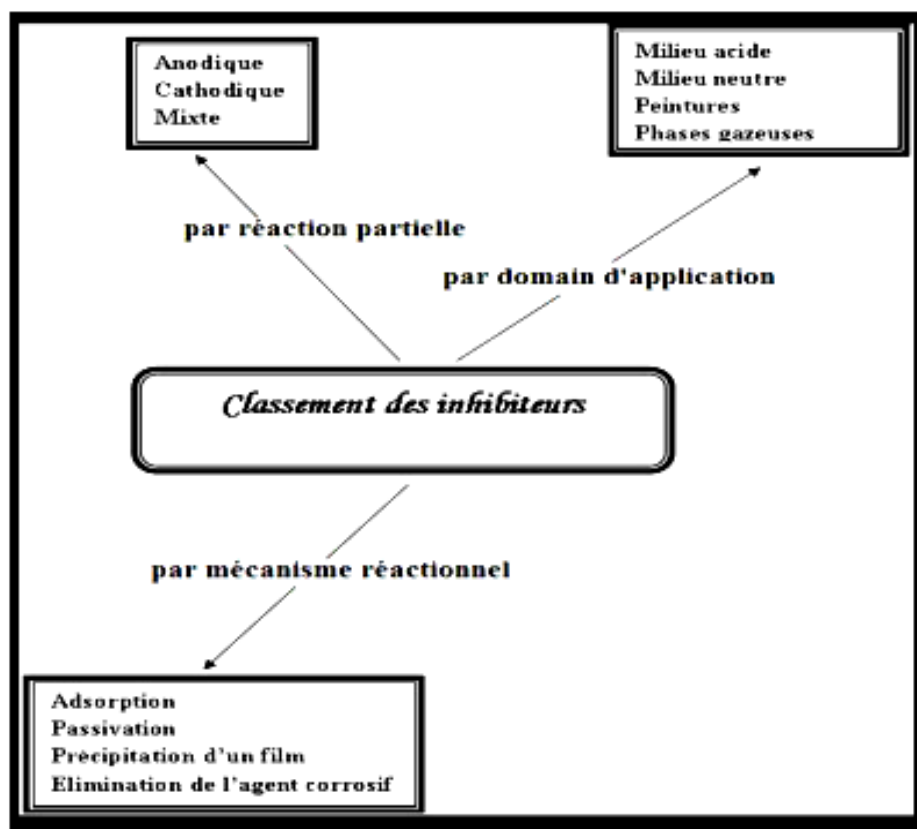 Anodique
Cathodique
Mixte
Milieu acide
Milieu neutre
Peintures
Phases gazeuses
par réaction partielle
par domain d'application
Classement des inhibiteurs
par mécanisme réactionnel
Adsorption
Passivation
Précipitation d'un film
Elimination de l'agent corrosif